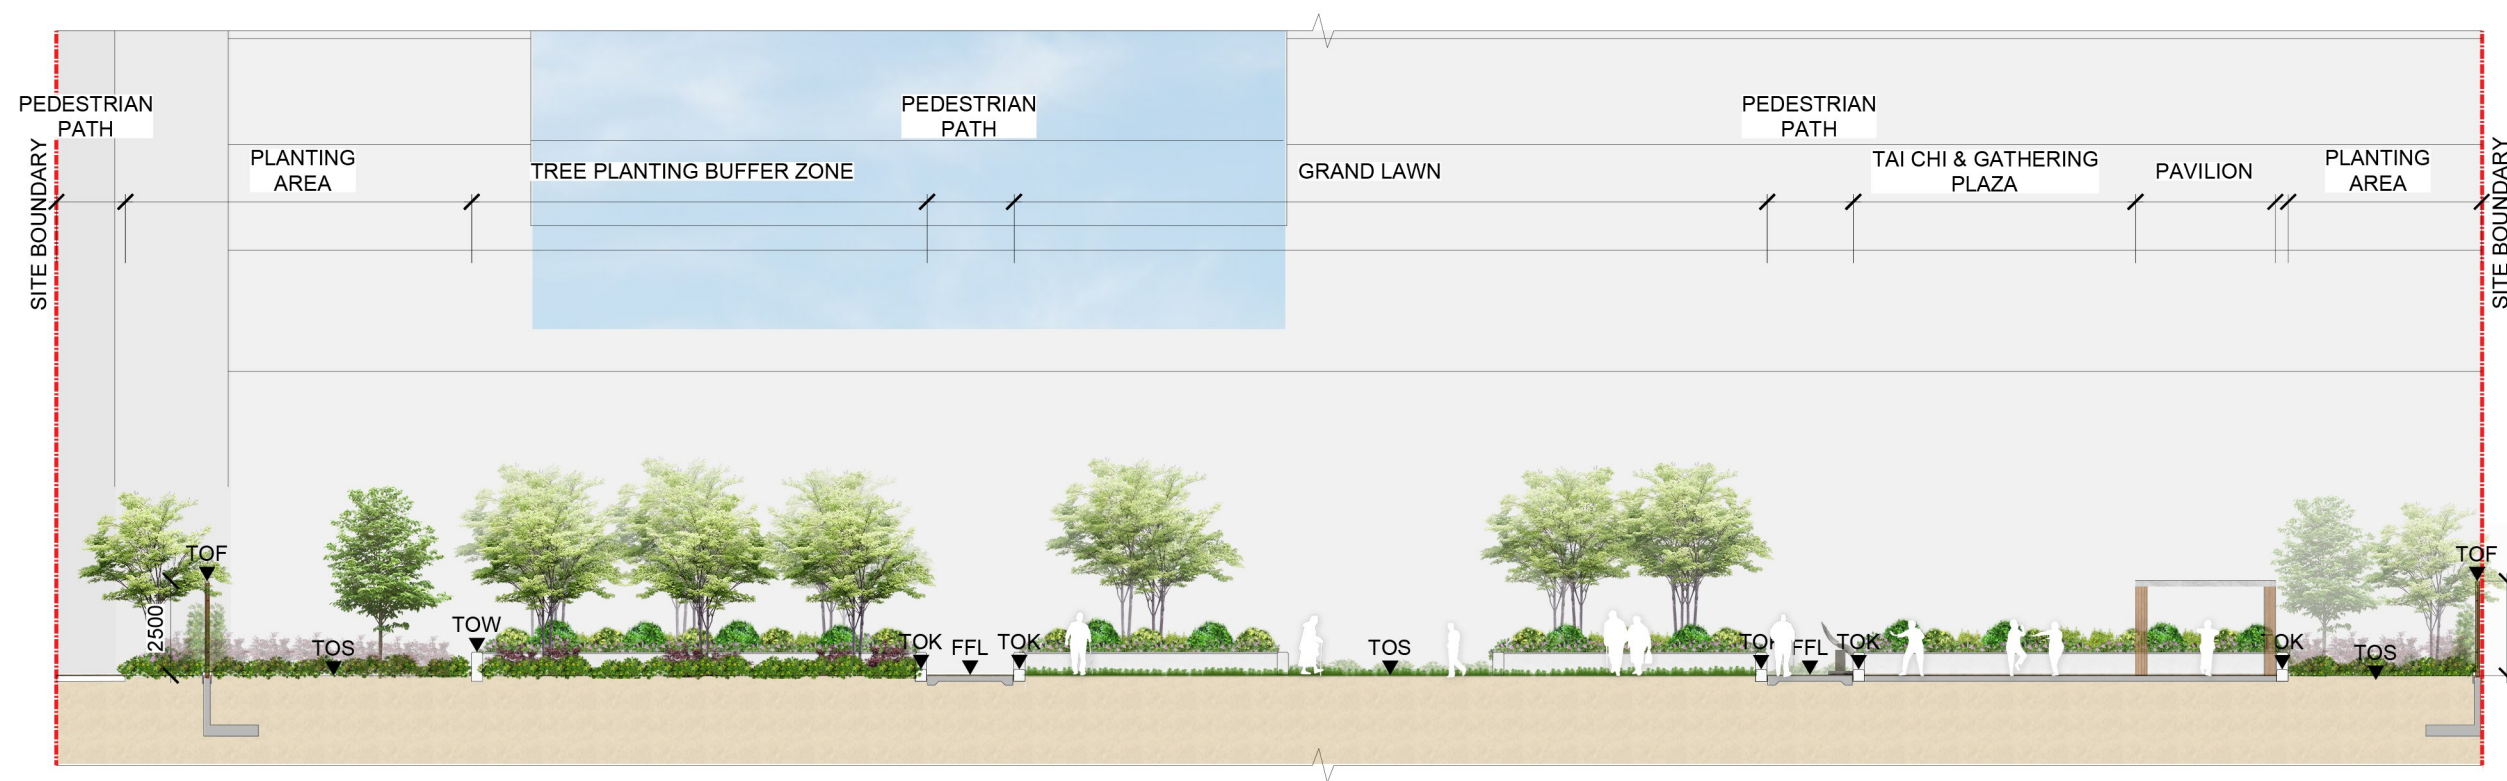 PEDESTRIAN
PATH
PEDESTRIAN
PATH
PEDESTRIAN
PATH
SITE BOUNDARY
PLANTING
AREA
TREE PLANTING BUFFER ZONE
GRAND LAWN
TAI CHI & GATHERING
PLAZA
PAVILION
PLANTING
AREA
SITE BOUNDARY
TOF
2500
TOS
TOW
TOK
FFL
TOK
TOS
TOK
FFL
TOK
TOK
TOS
TOF